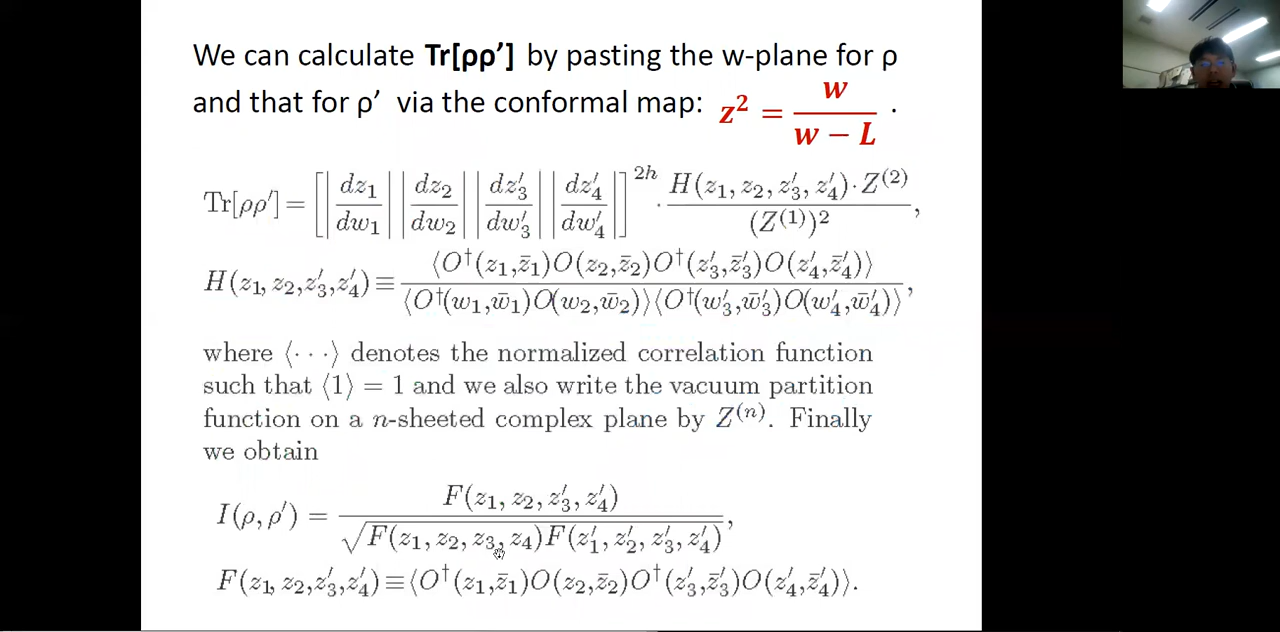 We can calculate Tr[ρρ'] by pasting the w-plane for ρ
and that for ρ' via the conformal map: z² = w / (w − L) .
Tr[ρρ'] = [|dz₁/dw₁| |dz₂/dw₂| |dz'₃/dw'₃| |dz'₄/dw'₄|]^{2h} · H(z₁, z₂, z'₃, z'₄)·Z⁽²⁾ / (Z⁽¹⁾)² ,
H(z₁, z₂, z'₃, z'₄) ≡ ⟨O†(z₁, z̄₁)O(z₂, z̄₂)O†(z'₃, z̄'₃)O(z'₄, z̄'₄)⟩ / ⟨O†(w₁, w̄₁)O(w₂, w̄₂)⟩⟨O†(w'₃, w̄'₃)O(w'₄, w̄'₄)⟩ ,
where ⟨· · ·⟩ denotes the normalized correlation function
such that ⟨1⟩ = 1 and we also write the vacuum partition
function on a n-sheeted complex plane by Z⁽ⁿ⁾. Finally
we obtain
I(ρ, ρ') = F(z₁, z₂, z'₃, z'₄) / √(F(z₁, z₂, z₃, z₄)F(z'₁, z'₂, z'₃, z'₄)) ,
F(z₁, z₂, z'₃, z'₄) ≡ ⟨O†(z₁, z̄₁)O(z₂, z̄₂)O†(z'₃, z̄'₃)O(z'₄, z̄'₄)⟩.